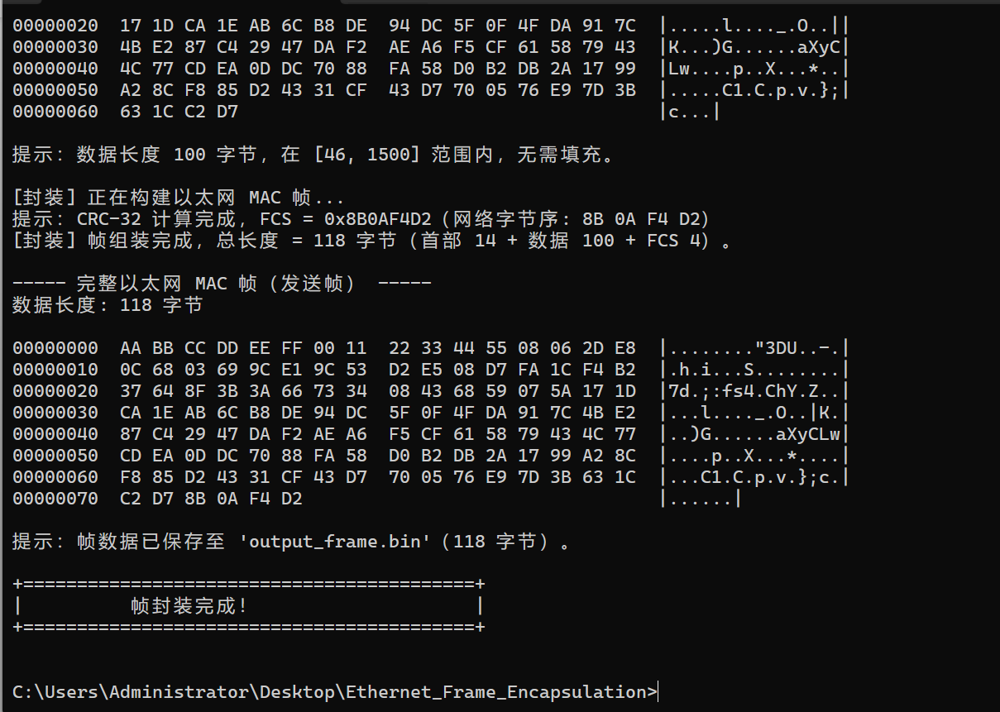 00000020  17 1D CA 1E AB 6C B8 DE  94 DC 5F 0F 4F DA 91 7C  |.....l...._.O..||
00000030  4B E2 87 C4 29 47 DA F2  AE A6 F5 CF 61 58 79 43  |K...)G......aXyC|
00000040  4C 77 CD EA 0D DC 70 88  FA 58 D0 B2 DB 2A 17 99  |Lw....p..X...*..|
00000050  A2 8C F8 85 D2 43 31 CF  43 D7 70 05 76 E9 7D 3B  |.....C1.C.p.v.};|
00000060  63 1C C2 D7                                       |c...|
提示: 数据长度 100 字节, 在 [46, 1500] 范围内, 无需填充。
[封装] 正在构建以太网 MAC 帧...
提示: CRC-32 计算完成, FCS = 0x8B0AF4D2（网络字节序: 8B 0A F4 D2）
[封装] 帧组装完成, 总长度 = 118 字节（首部 14 + 数据 100 + FCS 4）。
----- 完整以太网 MAC 帧（发送帧） -----
数据长度: 118 字节
00000000  AA BB CC DD EE FF 00 11  22 33 44 55 08 06 2D E8  |........"3DU..-.|
00000010  0C 68 03 69 9C E1 9C 53  D2 E5 08 D7 FA 1C F4 B2  |.h.i...S........|
00000020  37 64 8F 3B 3A 66 73 34  08 43 68 59 07 5A 17 1D  |7d.;:fs4.ChY.Z..|
00000030  CA 1E AB 6C B8 DE 94 DC  5F 0F 4F DA 91 7C 4B E2  |...l...._.O..|K.|
00000040  87 C4 29 47 DA F2 AE A6  F5 CF 61 58 79 43 4C 77  |..)G......aXyCLw|
00000050  CD EA 0D DC 70 88 FA 58  D0 B2 DB 2A 17 99 A2 8C  |....p..X...*....|
00000060  F8 85 D2 43 31 CF 43 D7  70 05 76 E9 7D 3B 63 1C  |...C1.C.p.v.};c.|
00000070  C2 D7 8B 0A F4 D2                                 |......|
提示: 帧数据已保存至 'output_frame.bin'（118 字节）。
+==========================================+
|          帧封装完成!                     |
+==========================================+
C:\Users\Administrator\Desktop\Ethernet_Frame_Encapsulation>